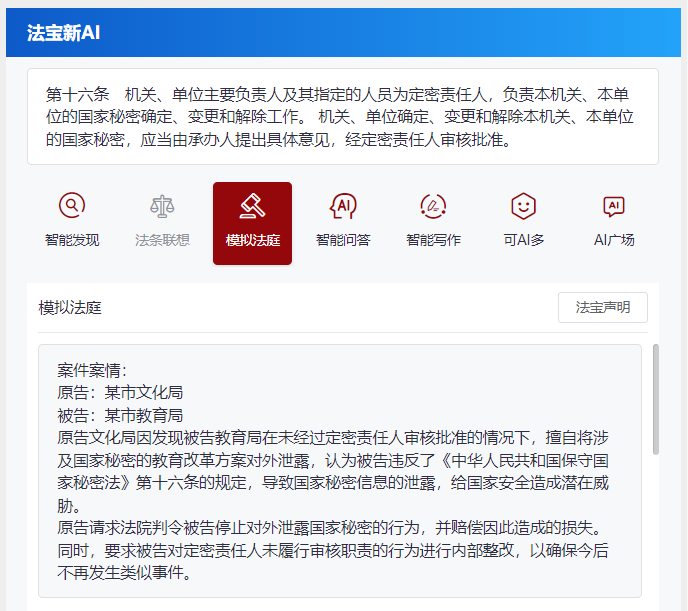 法宝新AI
第十六条　机关、单位主要负责人及其指定的人员为定密责任人，负责本机关、本单
位的国家秘密确定、变更和解除工作。 机关、单位确定、变更和解除本机关、本单位
的国家秘密，应当由承办人提出具体意见，经定密责任人审核批准。
AI AI
智能发现 法条联想 模拟法庭 智能问答 智能写作 可AI多 AI广场
模拟法庭 法宝声明
案件案情：
原告：某市文化局
被告：某市教育局
原告文化局因发现被告教育局在未经过定密责任人审核批准的情况下，擅自将涉
及国家秘密的教育改革方案对外泄露，认为被告违反了《中华人民共和国保守国
家秘密法》第十六条的规定，导致国家秘密信息的泄露，给国家安全造成潜在威
胁。
原告请求法院判令被告停止对外泄露国家秘密的行为，并赔偿因此造成的损失。
同时，要求被告对定密责任人未履行审核职责的行为进行内部整改，以确保今后
不再发生类似事件。